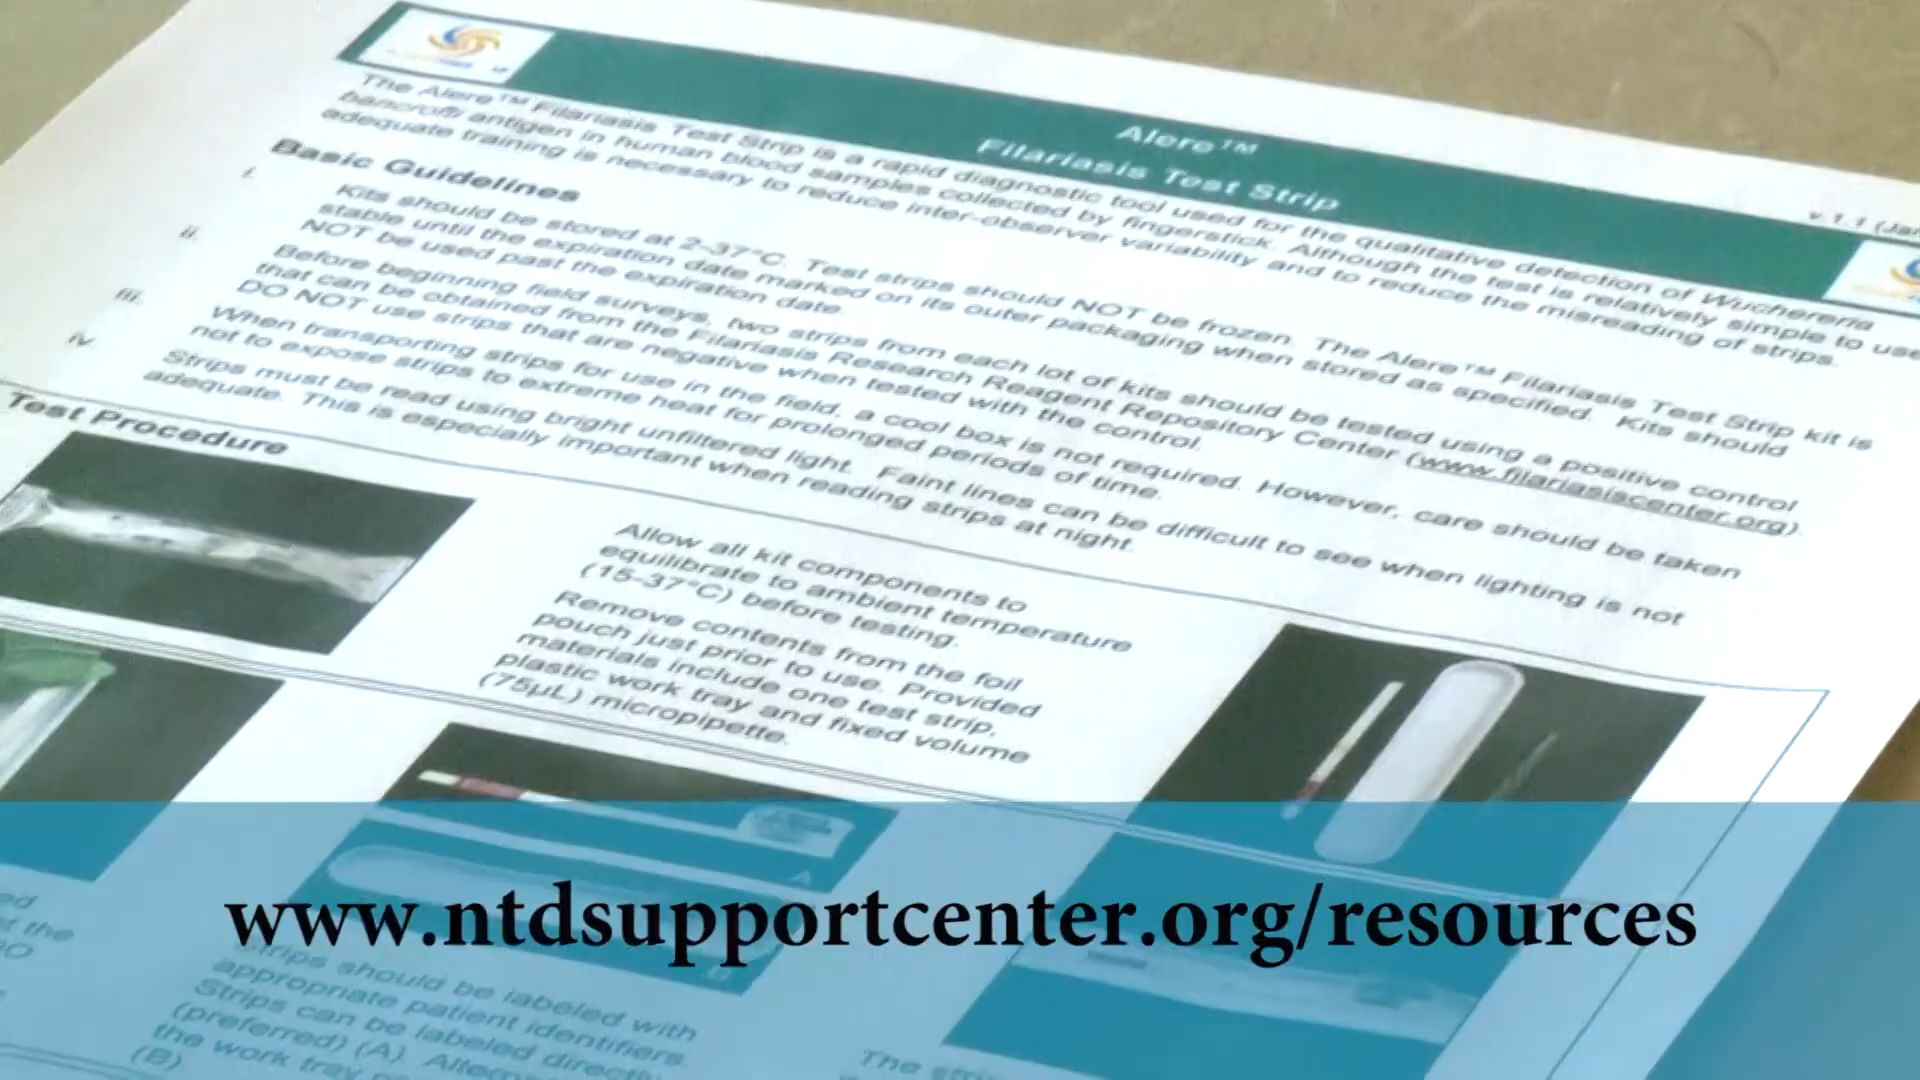 Alere™
Filariasis Test Strip
v.1.1 (Jan
The Alere™ Filariasis Test Strip is a rapid diagnostic tool used for the qualitative detection of Wuchereria
bancrofti antigen in human blood samples collected by fingerstick. Although the test is relatively simple to use
adequate training is necessary to reduce inter-observer variability and to reduce the misreading of strips.
Basic Guidelines
i. Kits should be stored at 2-37°C. Test strips should NOT be frozen. The Alere™ Filariasis Test Strip kit is
stable until the expiration date marked on its outer packaging when stored as specified. Kits should
NOT be used past the expiration date.
ii. Before beginning field surveys, two strips from each lot of kits should be tested using a positive control
that can be obtained from the Filariasis Research Reagent Repository Center (www.filariasiscenter.org).
DO NOT use strips that are negative when tested with the control.
iii. When transporting strips for use in the field, a cool box is not required. However, care should be taken
not to expose strips to extreme heat for prolonged periods of time.
iv. Strips must be read using bright unfiltered light. Faint lines can be difficult to see when lighting is not
adequate. This is especially important when reading strips at night.
Test Procedure
Allow all kit components to
equilibrate to ambient temperature
(15-37°C) before testing.
Remove contents from the foil
pouch just prior to use. Provided
materials include one test strip,
plastic work tray and fixed volume
(75µL) micropipette.
A
B
www.ntdsupportcenter.org/resources
Strips should be labeled with
appropriate patient identifiers.
Strips can be labeled directly
(preferred) (A).
the work tray
(B)
the
The